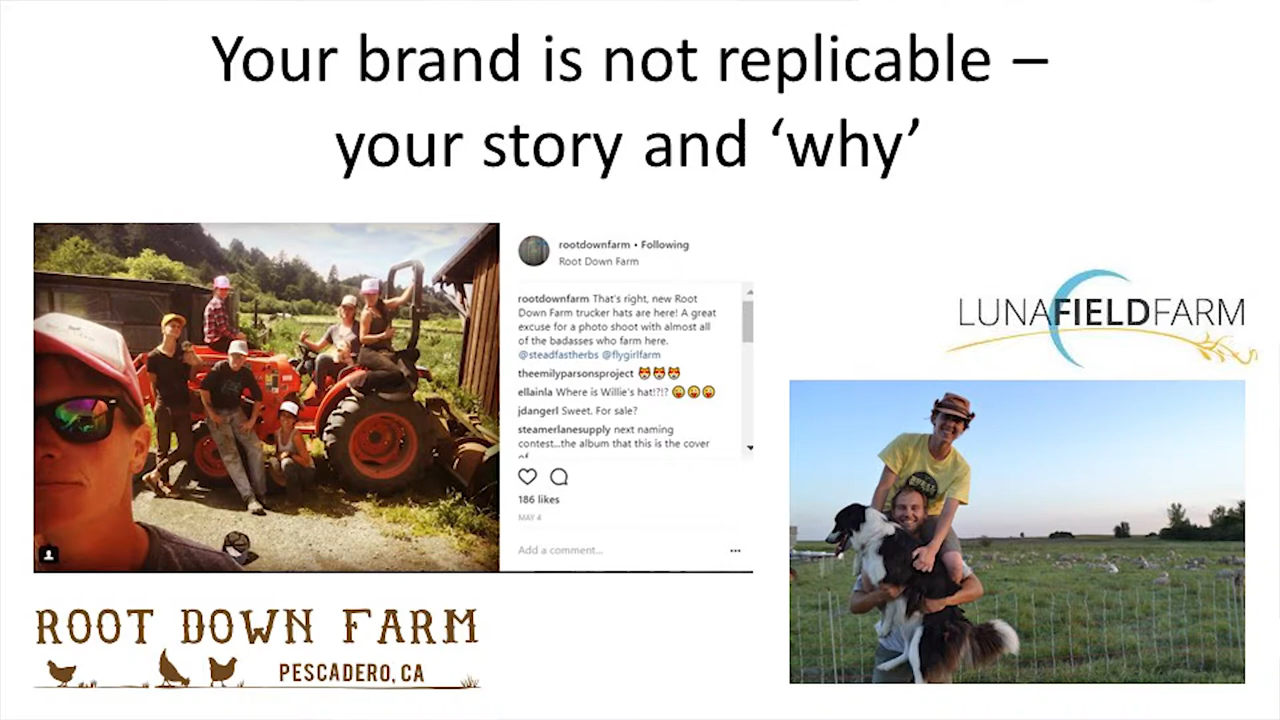 Your brand is not replicable –
your story and ‘why’
rootdownfarm • Following
Root Down Farm
rootdownfarm That's right, new Root
Down Farm trucker hats are here! A great
excuse for a photo shoot with almost all
of the badasses who farm here.
@steadfastherbs @flygirlfarm
theemilyparsonsproject 😻😻😻
ellainla Where is Willie's hat!?!? 😜😜😜
jdangerl Sweet. For sale?
steamerlanesupply next naming
contest...the album that this is the cover
of
186 likes
MAY 4
Add a comment...
LUNAFIELDFARM
ROOT DOWN FARM
PESCADERO, CA